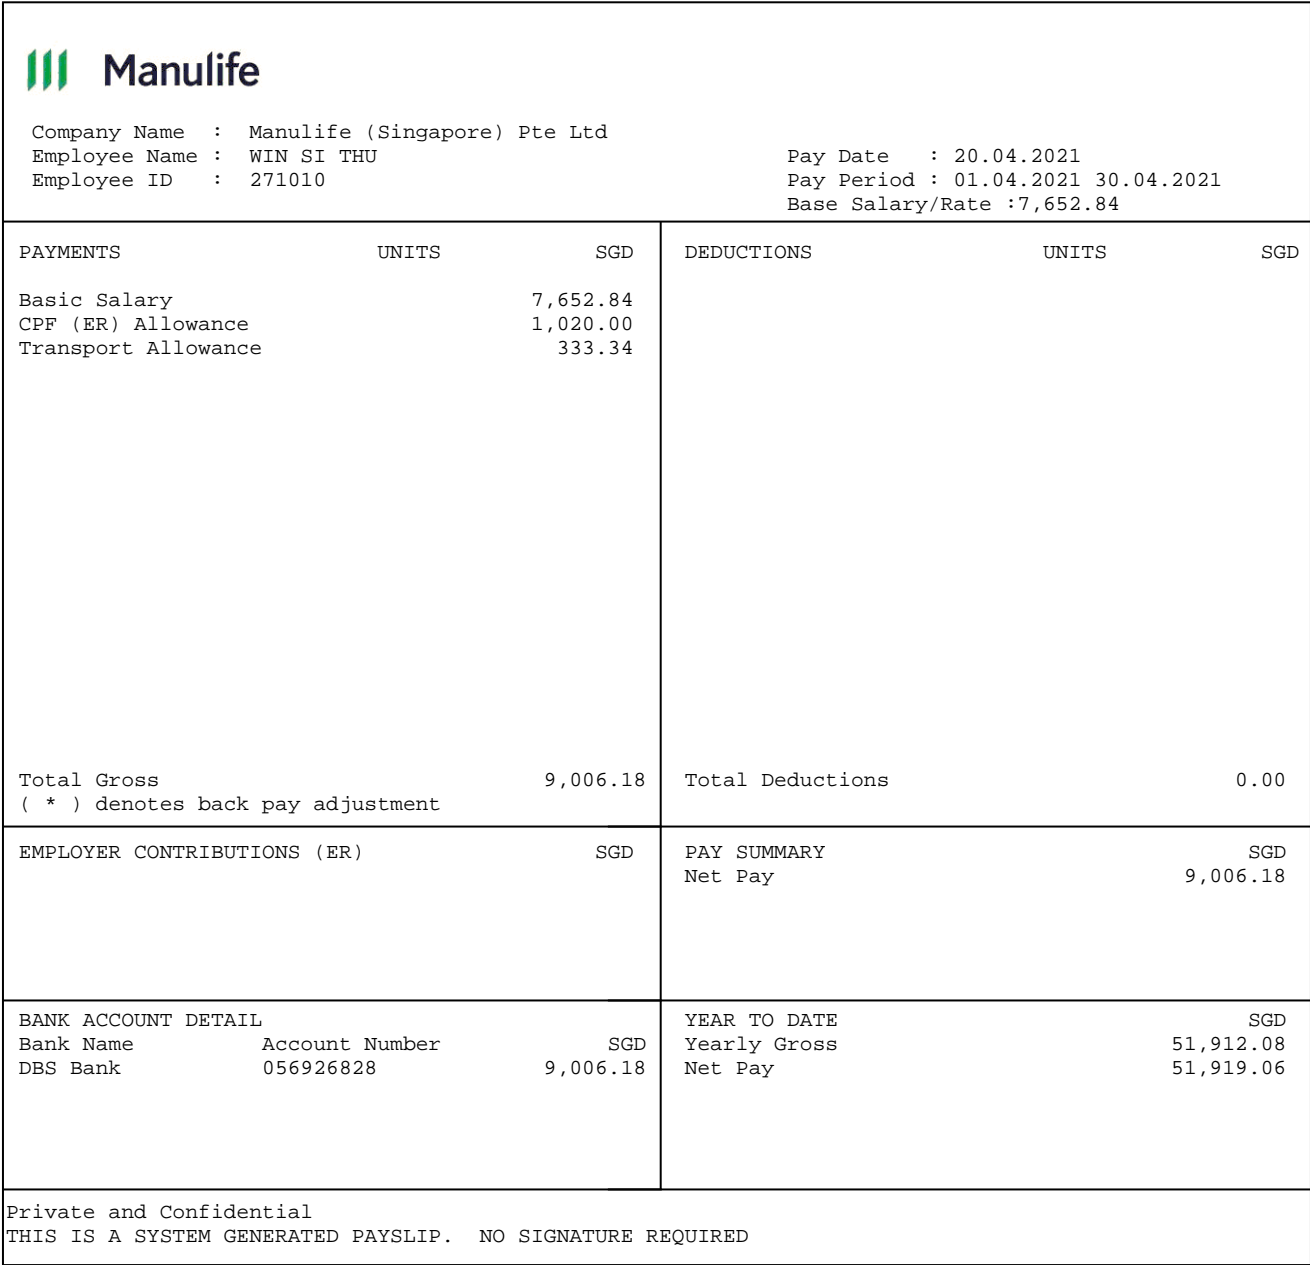 Manulife
Company Name : Manulife (Singapore) Pte Ltd
Employee Name : WIN SI THU
Employee ID : 271010
Pay Date : 20.04.2021
Pay Period : 01.04.2021 30.04.2021
Base Salary/Rate :7,652.84
PAYMENTS UNITS SGD
Basic Salary 7,652.84
CPF (ER) Allowance 1,020.00
Transport Allowance 333.34
Total Gross 9,006.18
( * ) denotes back pay adjustment
DEDUCTIONS UNITS SGD
Total Deductions 0.00
EMPLOYER CONTRIBUTIONS (ER) SGD
PAY SUMMARY SGD
Net Pay 9,006.18
BANK ACCOUNT DETAIL
Bank Name Account Number SGD
DBS Bank 056926828 9,006.18
YEAR TO DATE SGD
Yearly Gross 51,912.08
Net Pay 51,919.06
Private and Confidential
THIS IS A SYSTEM GENERATED PAYSLIP. NO SIGNATURE REQUIRED